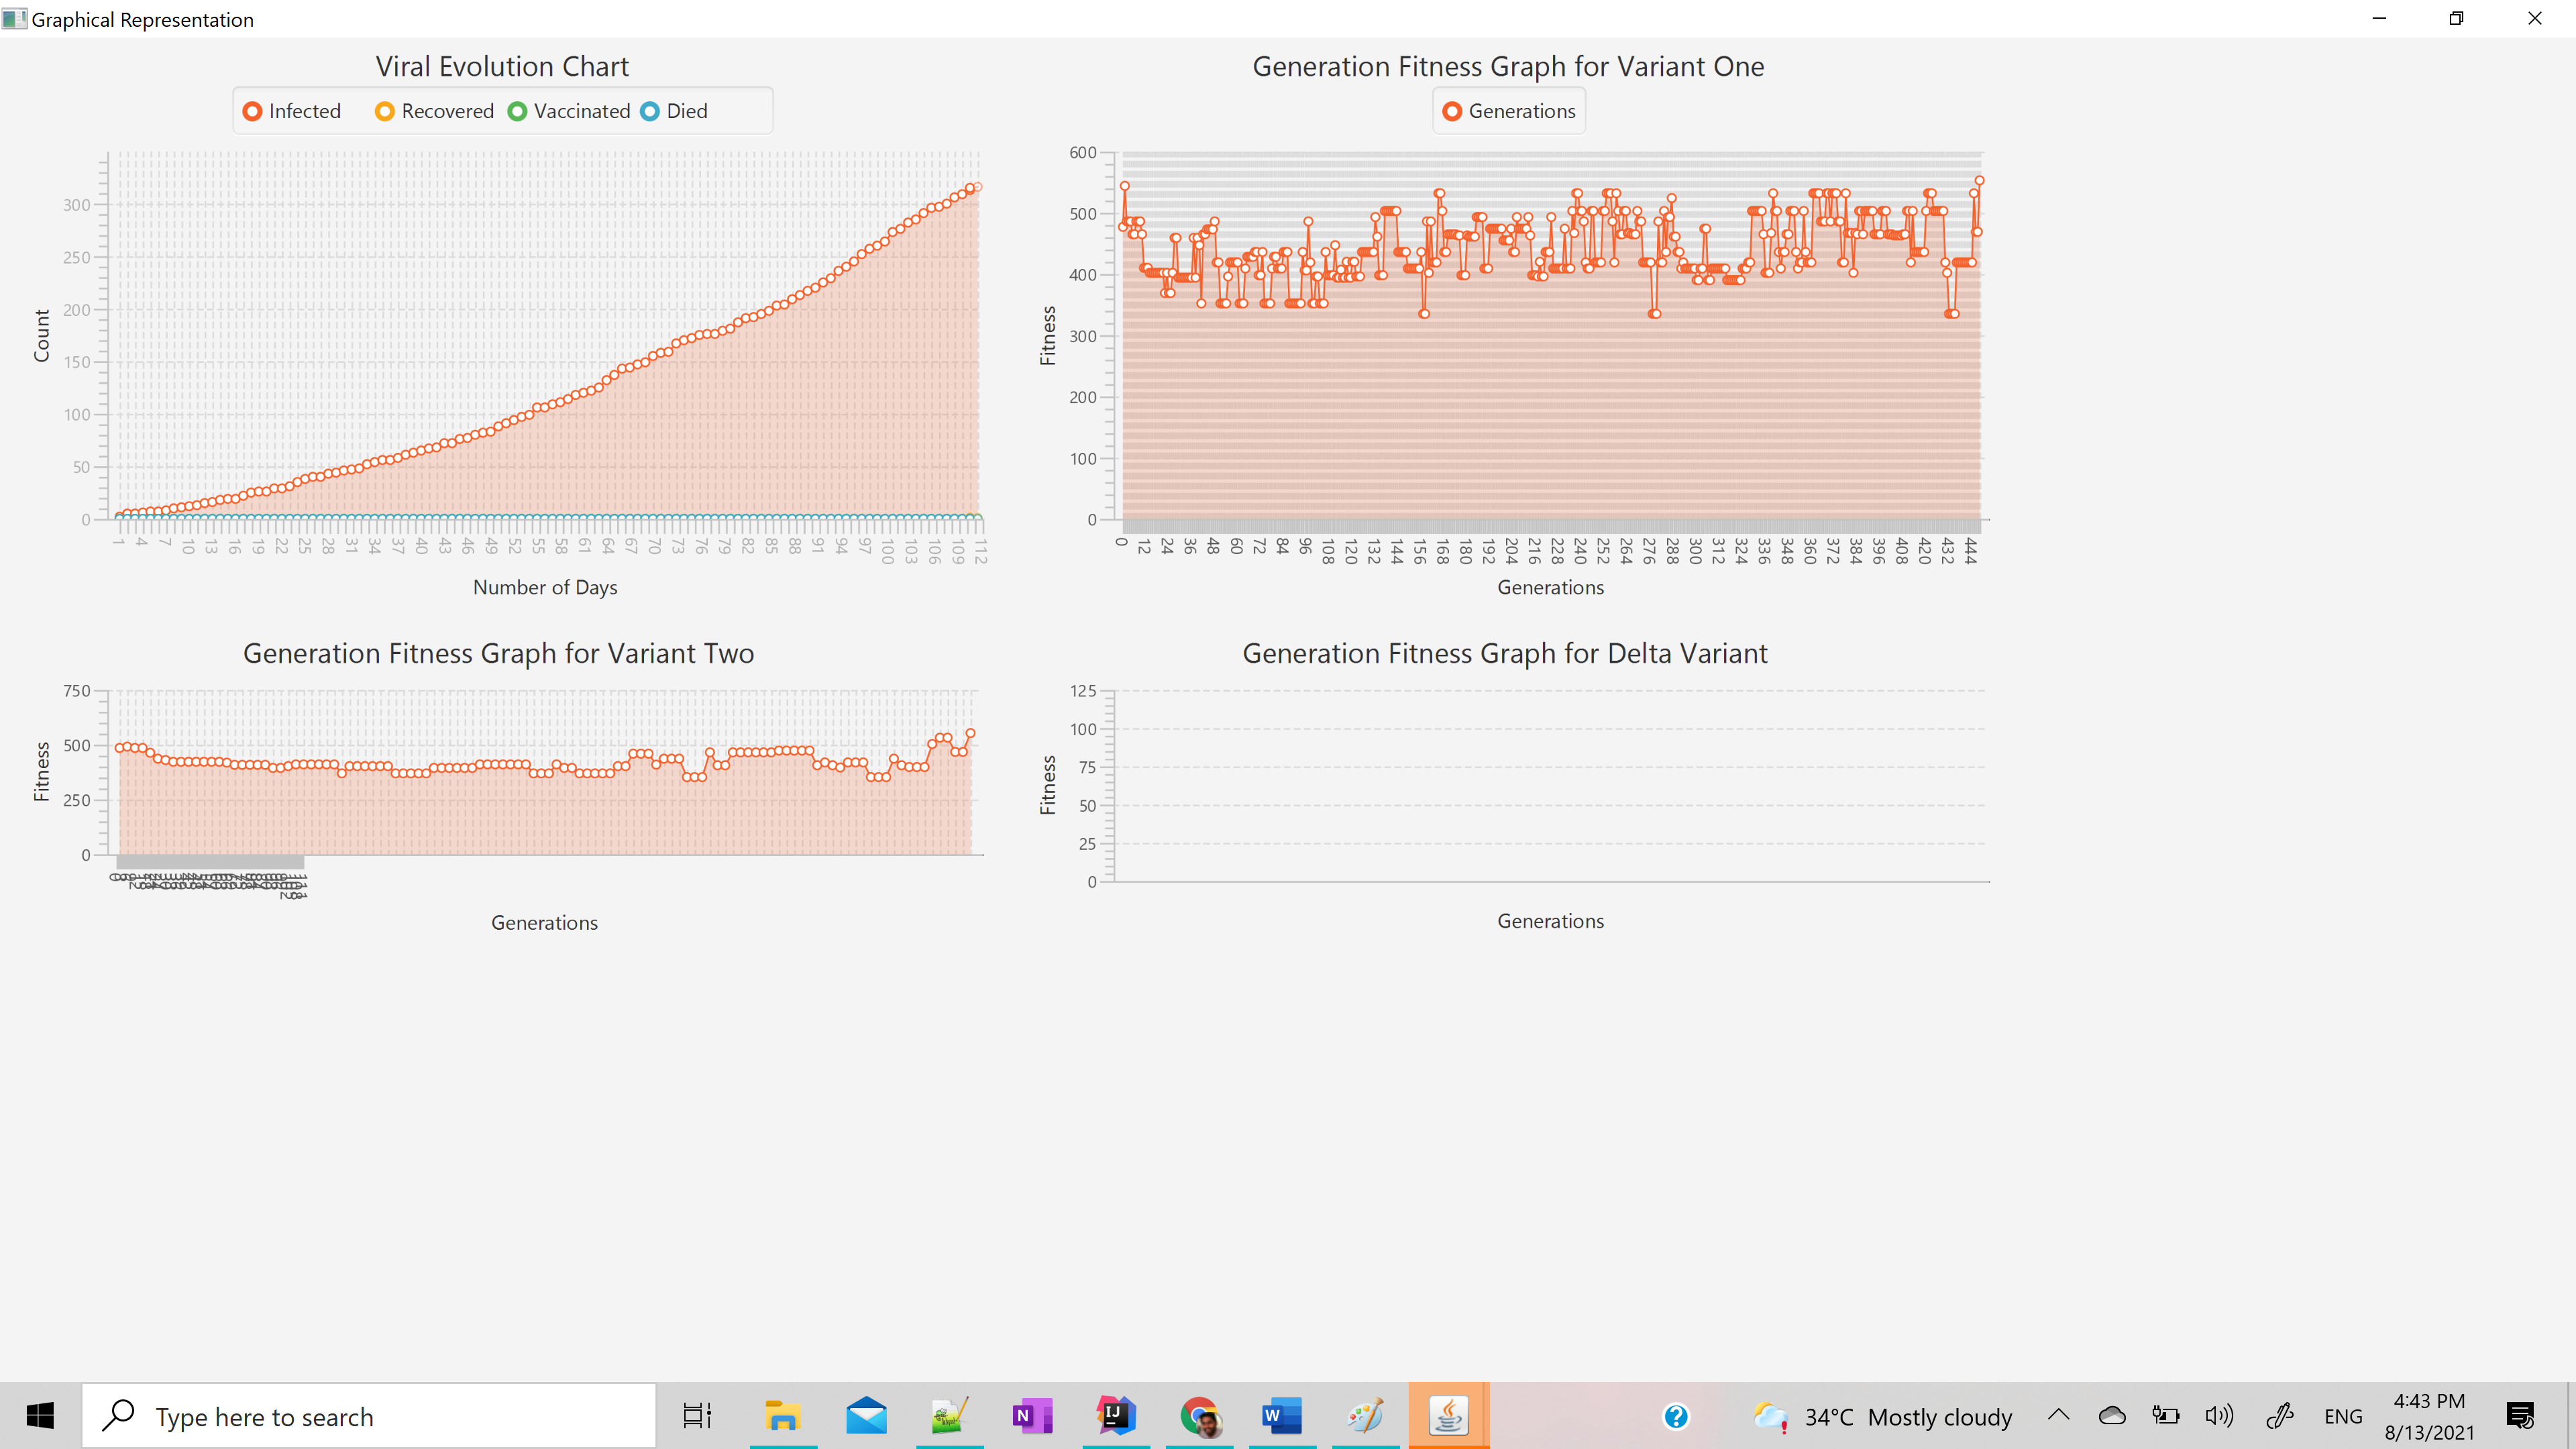 Graphical Representation
Viral Evolution Chart
Infected Recovered Vaccinated Died
300
250
200
150
100
50
0
Count
1 4 7 10 13 16 19 22 25 28 31 34 37 40 43 46 49 52 55 58 61 64 67 70 73 76 79 82 85 88 91 94 97 100 103 106 109 112
Number of Days
Generation Fitness Graph for Variant One
Generations
600
500
400
300
200
100
0
Fitness
0 12 24 36 48 60 72 84 96 108 120 132 144 156 168 180 192 204 216 228 240 252 264 276 288 300 312 324 336 348 360 372 384 396 408 420 432 444
Generations
Generation Fitness Graph for Variant Two
750
500
250
0
Fitness
Generations
Generation Fitness Graph for Delta Variant
125
100
75
50
25
0
Fitness
Generations
Type here to search
N
IJ
W
34°C Mostly cloudy
ENG
4:43 PM
8/13/2021